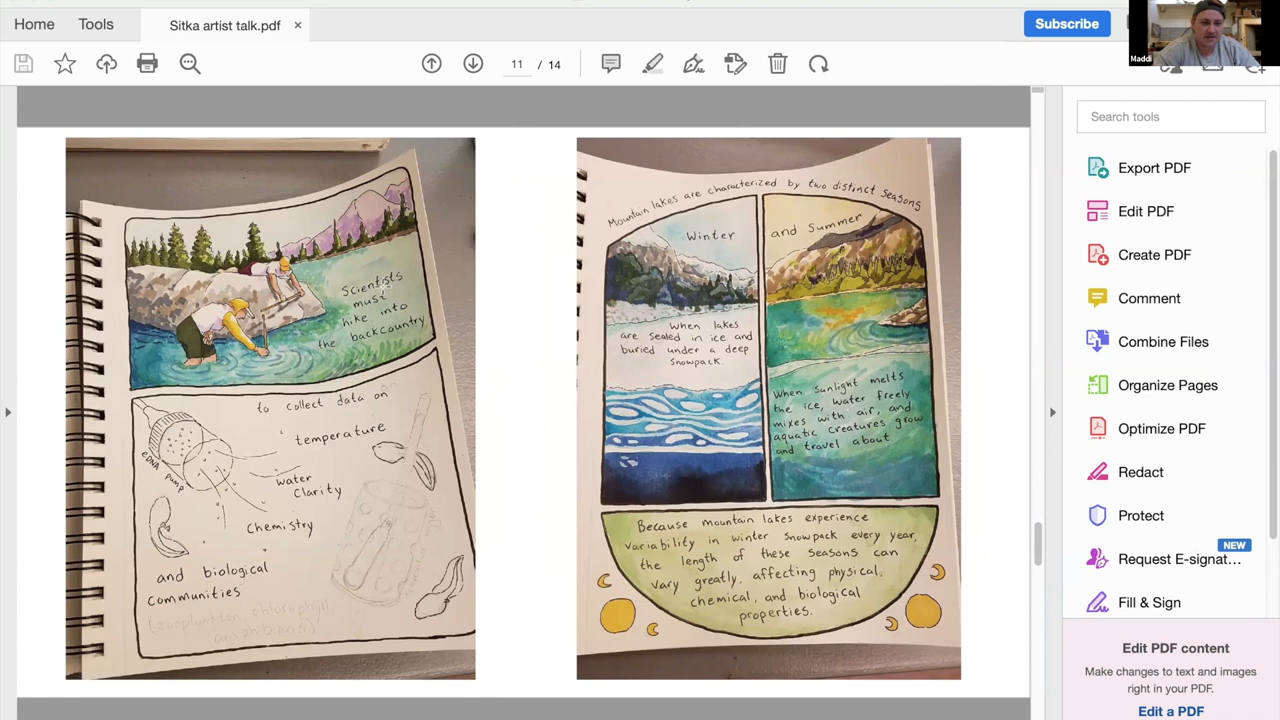 Home
Tools
Sitka artist talk.pdf
Subscribe
Maddi
11 / 14
Search tools
Export PDF
Edit PDF
Create PDF
Comment
Combine Files
Organize Pages
Optimize PDF
Redact
Protect
Request E-signat...
NEW
Fill & Sign
Edit PDF content
Make changes to text and images
right in your PDF.
Edit a PDF
Scientists
must
hike into
the backcountry
to collect data on
temperature
eDNA
pump
water
Clarity
Chemistry
and biological
communities
(zooplankton, chlorophyll,
amphibians)
Mountain lakes are characterized by two distinct seasons
Winter
When lakes
are sealed in ice and
buried under a deep
snowpack.
and Summer
When sunlight melts
the ice, water freely
mixes with air, and
aquatic creatures grow
and travel about
Because mountain lakes experience
variability in winter snowpack every year,
the length of these seasons can
vary greatly, affecting physical,
chemical, and biological
properties.